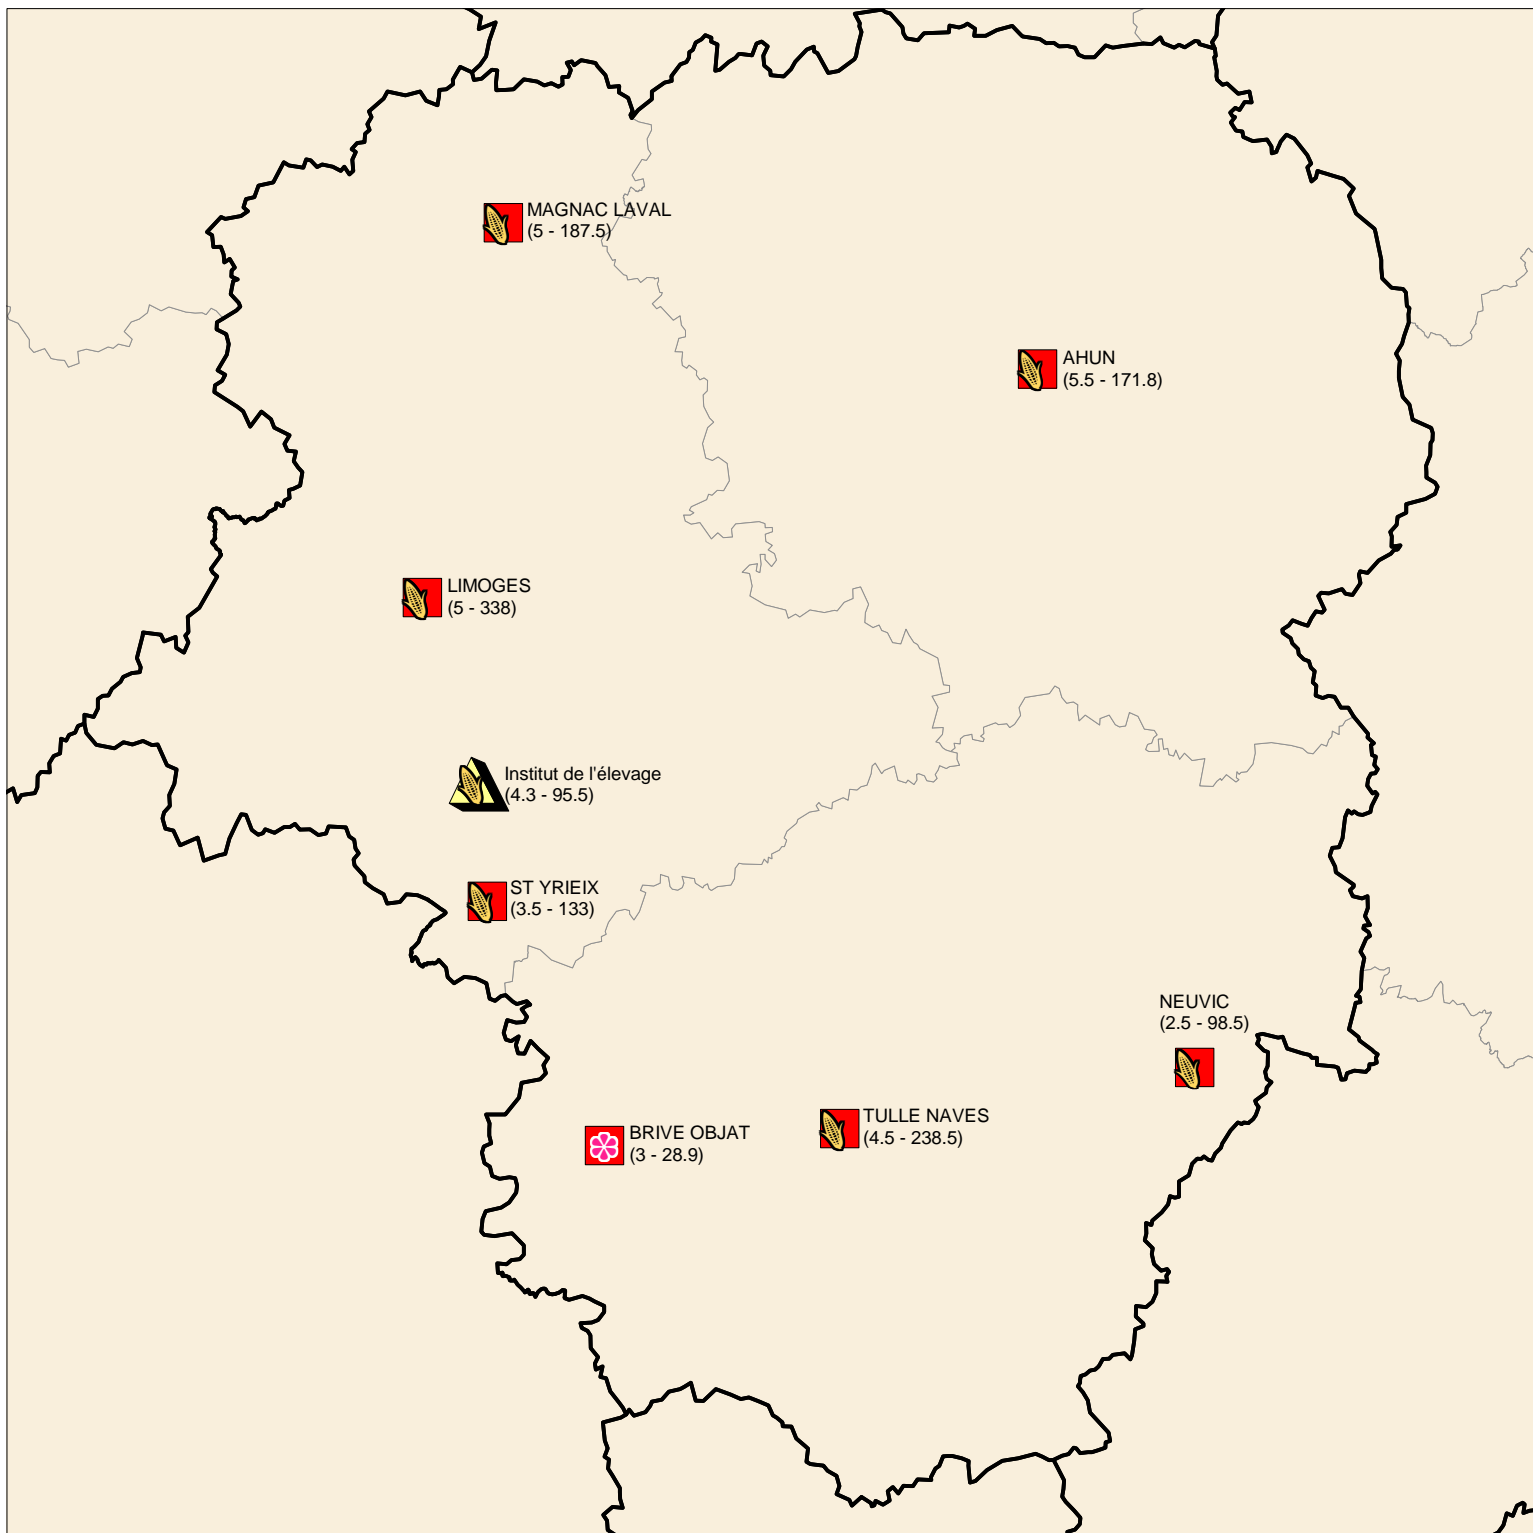 MAGNAC LAVAL
(5 - 187.5)
AHUN
(5.5 - 171.8)
LIMOGES
(5 - 338)
Institut de l'élevage
(4.3 - 95.5)
ST YRIEIX
(3.5 - 133)
NEUVIC
(2.5 - 98.5)
TULLE NAVES
(4.5 - 238.5)
BRIVE OBJAT
(3 - 28.9)